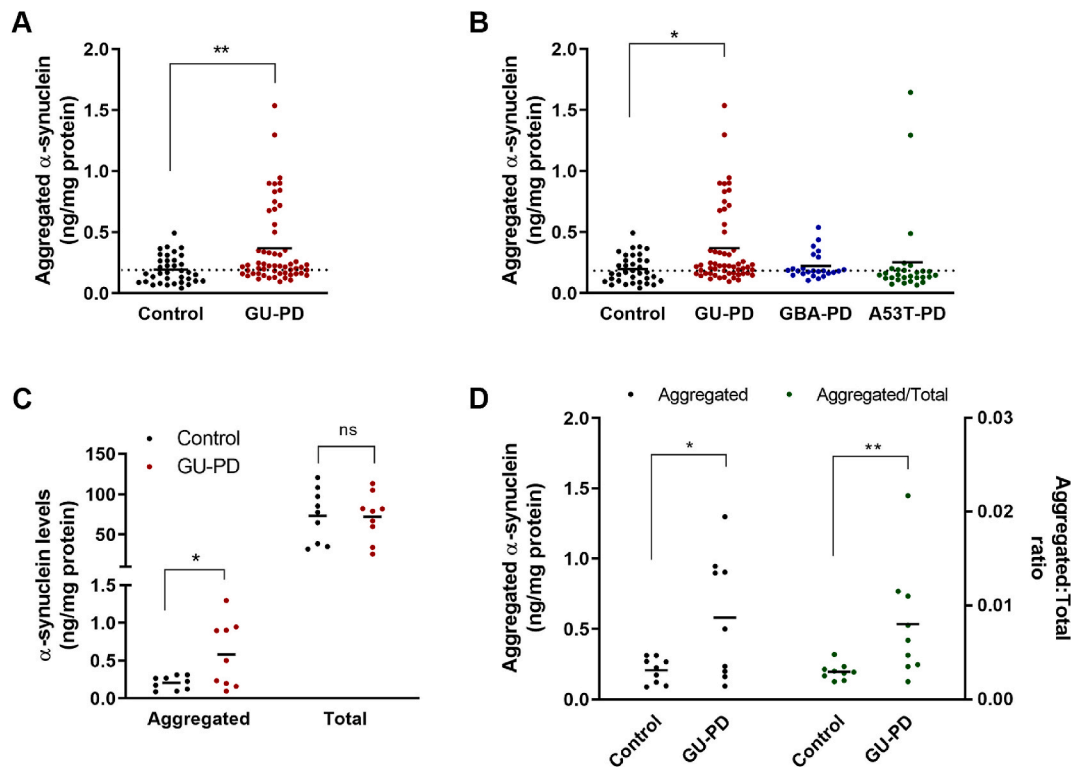 A
Aggregated α-synuclein
(ng/mg protein)
2.0
1.5
1.0
0.5
0.0
**
Control
GU-PD
B
Aggregated α-synuclein
(ng/mg protein)
2.0
1.5
1.0
0.5
0.0
*
Control
GU-PD
GBA-PD
A53T-PD
C
Control
GU-PD
α-synuclein levels
(ng/mg protein)
150
100
50
1.5
1.0
0.5
0.0
*
ns
Aggregated
Total
D
Aggregated
Aggregated/Total
Aggregated α-synuclein
(ng/mg protein)
2.0
1.5
1.0
0.5
0.0
*
**
0.03
0.02
0.01
0.00
Aggregated:Total
ratio
Control
GU-PD
Control
GU-PD